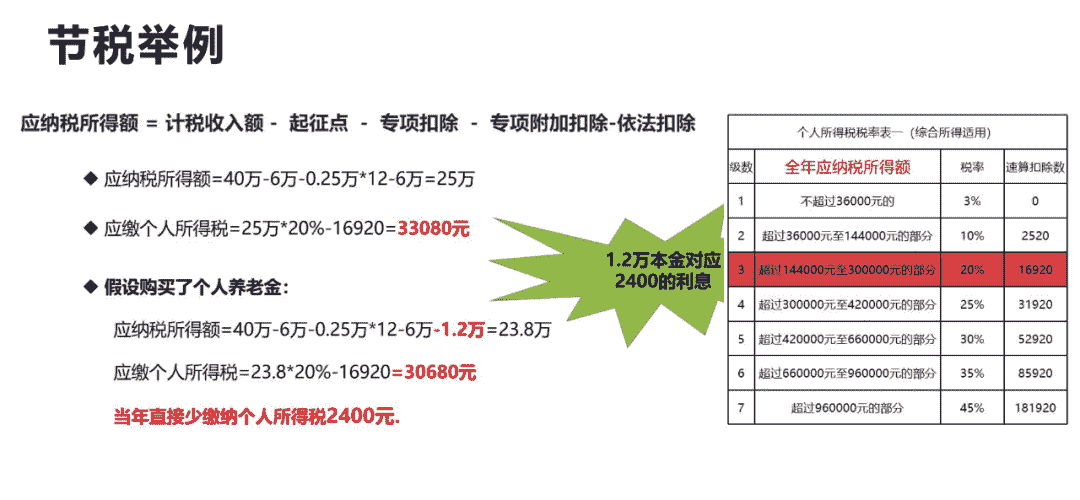 节税举例
应纳税所得额 = 计税收入额 - 起征点 - 专项扣除 - 专项附加扣除-依法扣除
◆ 应纳税所得额=40万-6万-0.25万*12-6万=25万
◆ 应缴个人所得税=25万*20%-16920=33080元
◆ 假设购买了个人养老金：
应纳税所得额=40万-6万-0.25万*12-6万-1.2万=23.8万
应缴个人所得税=23.8*20%-16920=30680元
当年直接少缴纳个人所得税2400元.
1.2万本金对应
2400的利息
个人所得税税率表一（综合所得适用）
级数 全年应纳税所得额 税率 速算扣除数
1 不超过36000元的 3% 0
2 超过36000元至144000元的部分 10% 2520
3 超过144000元至300000元的部分 20% 16920
4 超过300000元至420000元的部分 25% 31920
5 超过420000元至660000元的部分 30% 52920
6 超过660000元至960000元的部分 35% 85920
7 超过960000元的部分 45% 181920